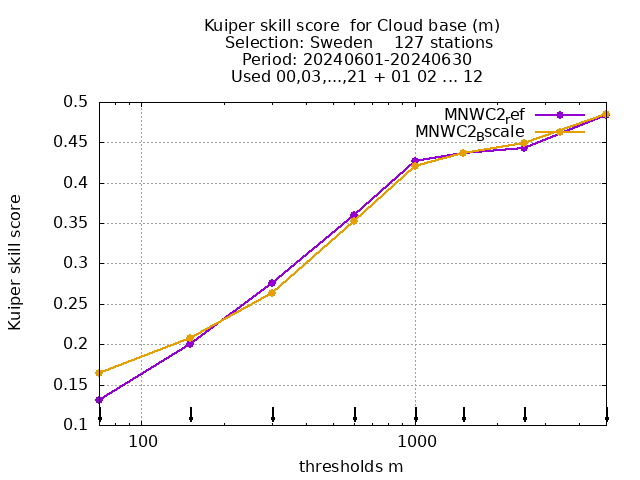 Kuiper skill score  for Cloud base (m)
Selection: Sweden    127 stations
Period: 20240601-20240630
Used 00,03,...,21 + 01 02 ... 12
0.5
MNWC2ref
MNWC2Bscale
0.45
0.4
0.35
0.3
0.25
0.2
0.15
0.1
Kuiper skill score
100
1000
thresholds m